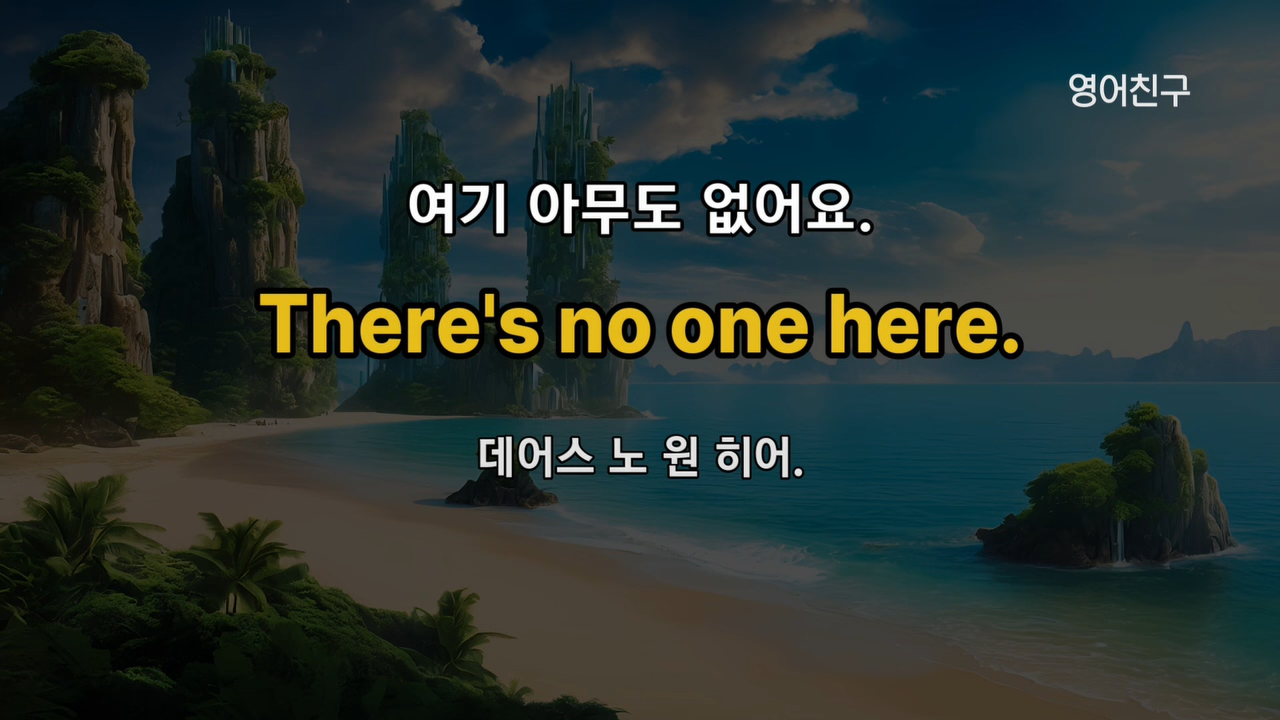 영어친구
여기 아무도 없어요.
There's no one here.
데어스 노 원 히어.